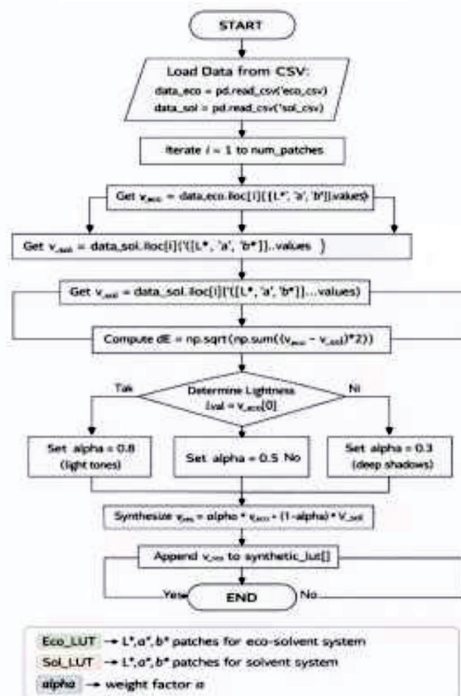 START
Load Data from CSV:
data_eco = pd.read_csv('eco_csv)
data_sol = pd.read_csv('sol_csv)
Iterate i = 1 to num_patches
Get v_eco = data.eco.iloc[i]({[L*', 'a', b*]].values)
Get v_sol = data_sol.iloc[i]('([L*, 'a', b*]]..values )
Get v_sol = data_sol.iloc[i]('([L*, 'a', b*]]...values)
Compute dE = np.sqrt(np.sum((v_eco - v_sol)*2))
Tak
Determine Lightness
Ni
Lval = v_eco[0]
Set alpha = 0.8
(light tones)
Set alpha = 0.5 No
Set alpha = 0.3
(deep shadows)
Synthesize v_res = alpha * v_eco + (1-alpha) * V_sol
Append v_res to synthetic_lut[]
Yes
END
No
Eco_LUT → L*, a*, b* patches for eco-solvent system
Sol_LUT → L*, a*, b* patches for solvent system
alpha → weight factor α